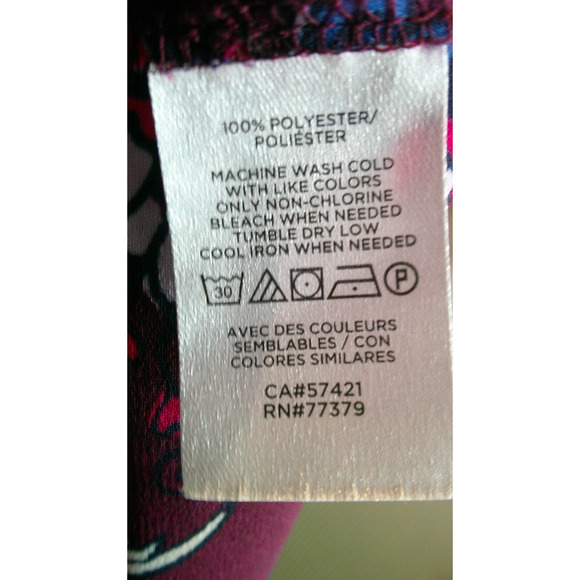 100% POLYESTER/
POLIÉSTER
MACHINE WASH COLD
WITH LIKE COLORS
ONLY NON-CHLORINE
BLEACH WHEN NEEDED
TUMBLE DRY LOW
COOL IRON WHEN NEEDED
30 P
AVEC DES COULEURS
SEMBLABLES / CON
COLORES SIMILARES
CA#57421
RN#77379